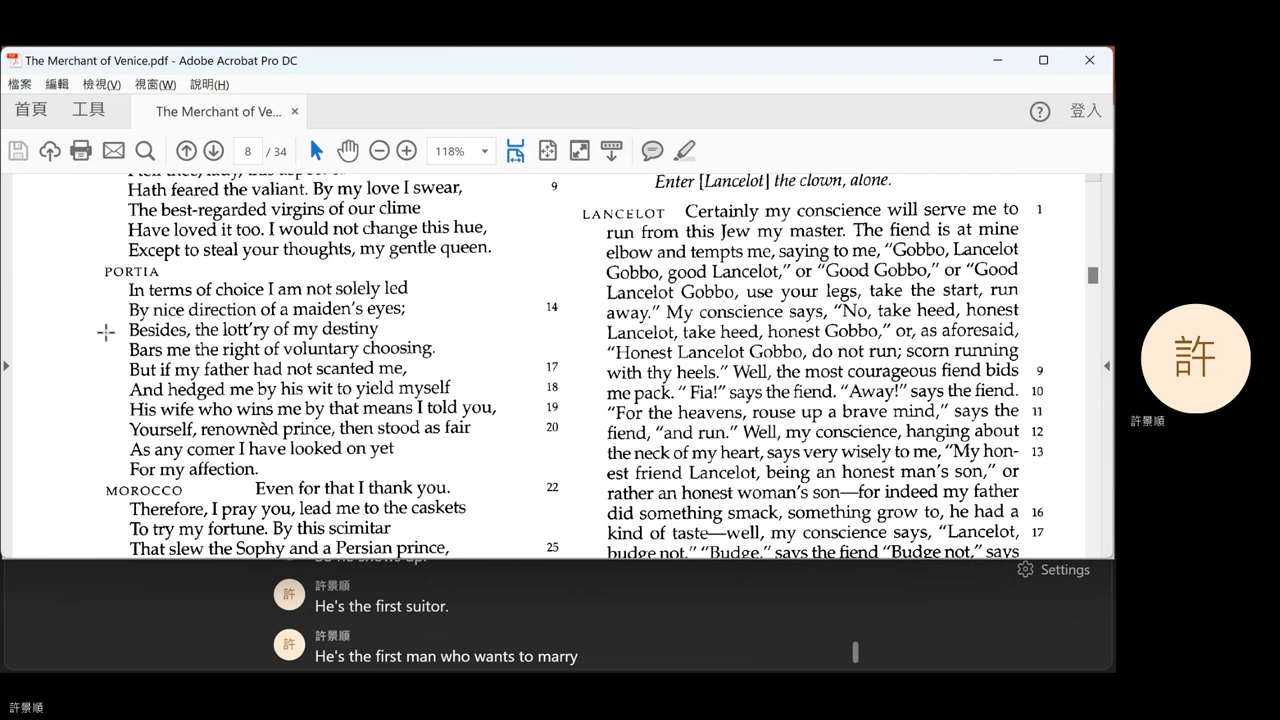 The Merchant of Venice.pdf - Adobe Acrobat Pro DC
檔案 編輯 檢視(V) 視窗(W) 說明(H)
首頁 工具 The Merchant of Ve... × ? 登入
8 / 34 118%
Hath feared the valiant. By my love I swear, 9
The best-regarded virgins of our clime
Have loved it too. I would not change this hue,
Except to steal your thoughts, my gentle queen.
PORTIA
In terms of choice I am not solely led
By nice direction of a maiden's eyes; 14
Besides, the lott'ry of my destiny
Bars me the right of voluntary choosing.
But if my father had not scanted me, 17
And hedged me by his wit to yield myself 18
His wife who wins me by that means I told you, 19
Yourself, renownèd prince, then stood as fair 20
As any comer I have looked on yet
For my affection.
MOROCCO Even for that I thank you. 22
Therefore, I pray you, lead me to the caskets
To try my fortune. By this scimitar
That slew the Sophy and a Persian prince, 25
Enter [Lancelot] the clown, alone.
LANCELOT Certainly my conscience will serve me to 1
run from this Jew my master. The fiend is at mine
elbow and tempts me, saying to me, “Gobbo, Lancelot
Gobbo, good Lancelot,” or “Good Gobbo,” or “Good
Lancelot Gobbo, use your legs, take the start, run
away.” My conscience says, “No, take heed, honest
Lancelot, take heed, honest Gobbo,” or, as aforesaid,
“Honest Lancelot Gobbo, do not run; scorn running
with thy heels.” Well, the most courageous fiend bids 9
me pack. “Fia!” says the fiend. “Away!” says the fiend. 10
“For the heavens, rouse up a brave mind,” says the 11
fiend, “and run.” Well, my conscience, hanging about 12
the neck of my heart, says very wisely to me, “My hon- 13
est friend Lancelot, being an honest man's son,” or
rather an honest woman's son—for indeed my father
did something smack, something grow to, he had a 16
kind of taste—well, my conscience says, “Lancelot, 17
budge not.” “Budge,” says the fiend “Budge not,” says
許
許景順
Settings
許
許景順
He's the first suitor.
許
許景順
He's the first man who wants to marry
許景順